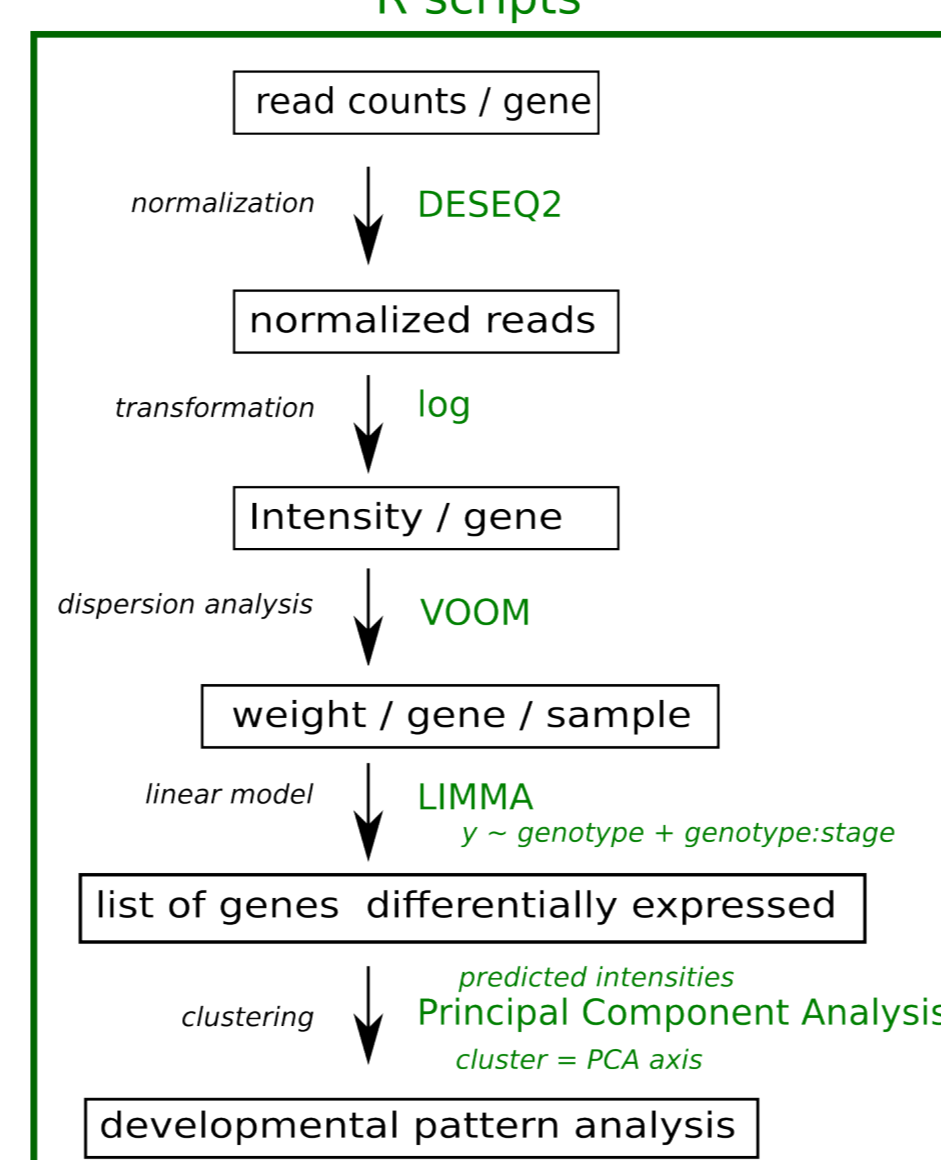 R scripts
read counts / gene
normalization
DESEQ2
normalized reads
transformation
log
Intensity / gene
dispersion analysis
VOOM
weight / gene / sample
linear model
LIMMA
y ~ genotype + genotype:stage
list of genes differentially expressed
predicted intensities
clustering
Principal Component Analysis
cluster = PCA axis
developmental pattern analysis